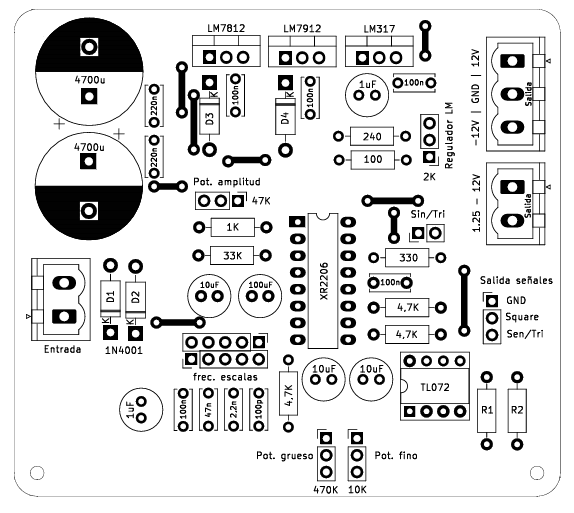 LM7812
LM7912
LM317
4700u
4700u
220n
220n
D3
K
100n
D4
K
100n
1uF
100n
240
100
Regulador LM
2K
-12V | GND | 12V
Salida
1.25 - 12V
Salida
Pot. amplitud
47K
1K
33K
10uF
100uF
XR2206
Sin/Tri
330
100n
4,7K
4,7K
Salida señales
GND
Square
Sen/Tri
Entrada
D1
K
D2
K
1N4001
frec. escalas
1uF
100n
47n
2.2n
100p
4.7K
10uF
10uF
TL072
R1
R2
Pot. grueso
470K
10K
Pot. fino